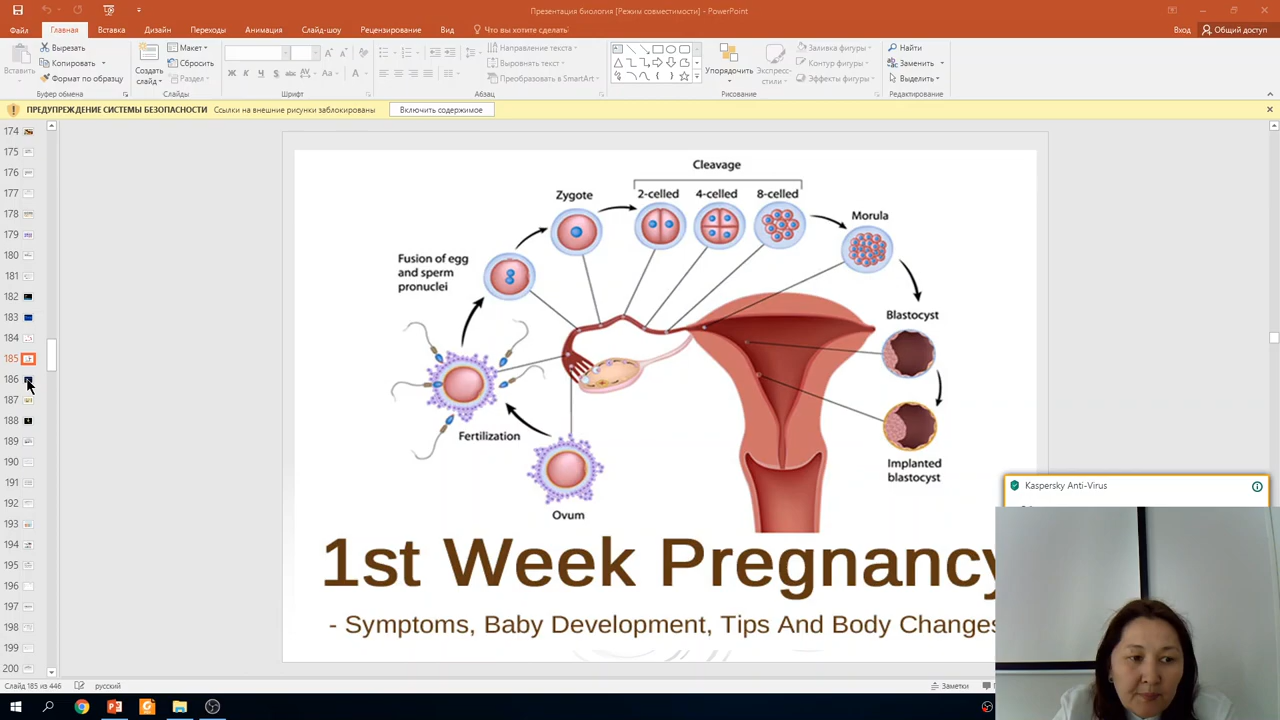 Презентация биология [Режим совместимости] - PowerPoint
Файл Главная Вставка Дизайн Переходы Анимация Слайд-шоу Рецензирование Вид Что вы хотите сделать?
Вход Общий доступ
Вставить
Вырезать
Копировать
Формат по образцу
Буфер обмена
Создать слайд
Макет
Сбросить
Раздел
Слайды
Ж К Ч S abc Aa А
Шрифт
Направление текста
Выровнять текст
Преобразовать в SmartArt
Абзац
Упорядочить
Экспресс-стили
Заливка фигуры
Контур фигуры
Эффекты фигуры
Рисование
Найти
Заменить
Выделить
Редактирование
ПРЕДУПРЕЖДЕНИЕ СИСТЕМЫ БЕЗОПАСНОСТИ Ссылки на внешние рисунки заблокированы Включить содержимое
174
175
176
177
178
179
180
181
182
183
184
185
186
187
188
189
190
191
192
193
194
195
196
197
198
199
200
Cleavage
Zygote
2-celled 4-celled 8-celled
Morula
Fusion of egg
and sperm
pronuclei
Blastocyst
Fertilization
Implanted
blastocyst
Ovum
1st Week Pregnancy
- Symptoms, Baby Development, Tips And Body Changes
Kaspersky Anti-Virus
Слайд 185 из 446 русский
Заметки